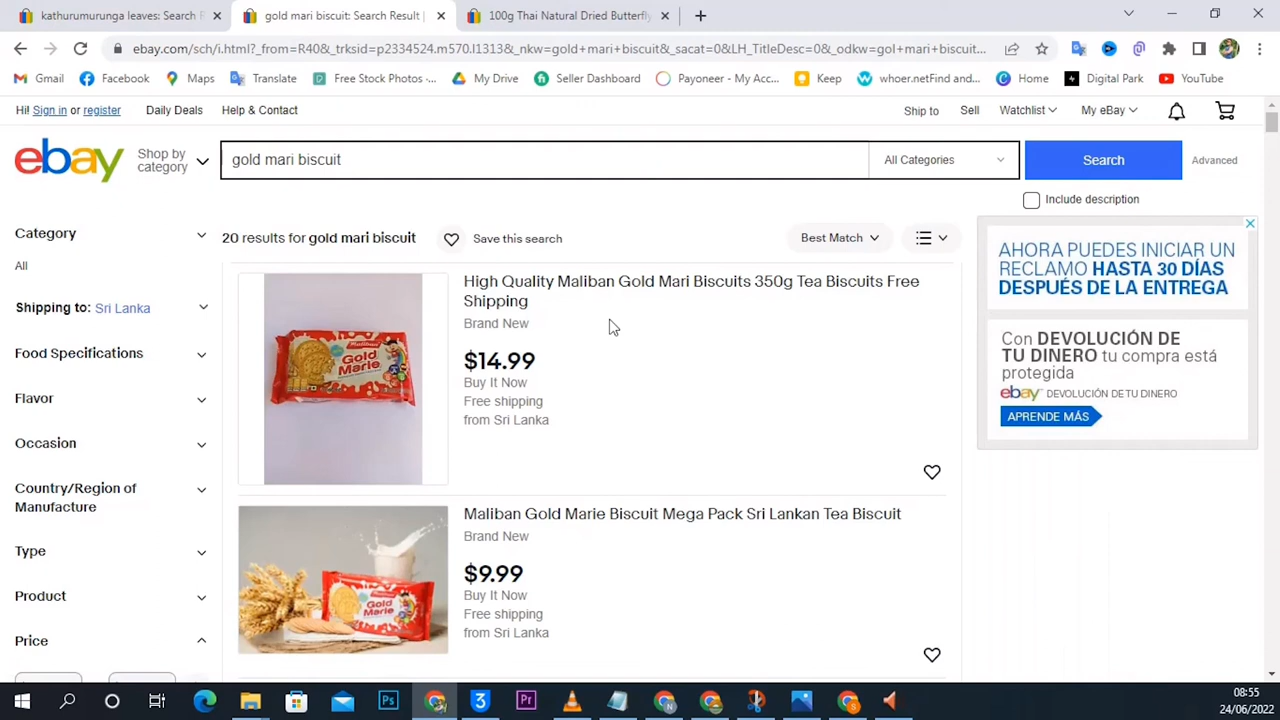 kathurumurunga leaves: Search R
gold mari biscuit: Search Result |
100g Thai Natural Dried Butterfly
ebay.com/sch/i.html?_from=R40&_trksid=p2334524.m570.l1313&_nkw=gold+mari+biscuit&_sacat=0&LH_TitleDesc=0&_odkw=gol+mari+biscuit...
Gmail
Facebook
Maps
Translate
Free Stock Photos -...
My Drive
Seller Dashboard
Payoneer - My Acc...
Keep
whoer.netFind and...
Home
Digital Park
YouTube
Hi! Sign in or register
Daily Deals
Help & Contact
Ship to
Sell
Watchlist
My eBay
ebay
Shop by
category
gold mari biscuit
All Categories
Search
Advanced
Include description
Category
All
Shipping to: Sri Lanka
Food Specifications
Flavor
Occasion
Country/Region of
Manufacture
Type
Product
Price
20 results for gold mari biscuit
Save this search
Best Match
High Quality Maliban Gold Mari Biscuits 350g Tea Biscuits Free
Shipping
Brand New
$14.99
Buy It Now
Free shipping
from Sri Lanka
Maliban
Gold
Marie
Maliban Gold Marie Biscuit Mega Pack Sri Lankan Tea Biscuit
Brand New
$9.99
Buy It Now
Free shipping
from Sri Lanka
Gold
Marie
AHORA PUEDES INICIAR UN
RECLAMO HASTA 30 DÍAS
DESPUÉS DE LA ENTREGA
Con DEVOLUCIÓN DE
TU DINERO tu compra está
protegida
ebay DEVOLUCIÓN DE TU DINERO
APRENDE MÁS
Ps
Pr
08:55
24/06/2022